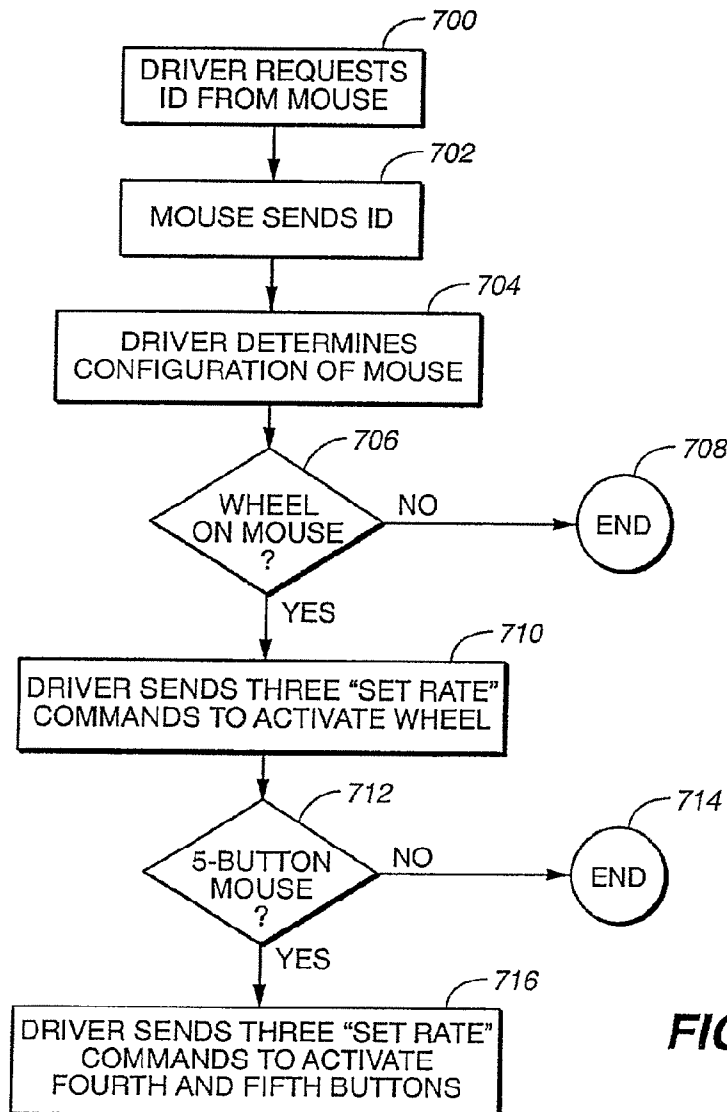 700
DRIVER REQUESTS
ID FROM MOUSE
702
MOUSE SENDS ID
704
DRIVER DETERMINES
CONFIGURATION OF MOUSE
706
WHEEL
ON MOUSE
?
NO
708
END
YES
710
DRIVER SENDS THREE “SET RATE”
COMMANDS TO ACTIVATE WHEEL
712
5-BUTTON
MOUSE
?
NO
714
END
YES
716
DRIVER SENDS THREE “SET RATE”
COMMANDS TO ACTIVATE
FOURTH AND FIFTH BUTTONS